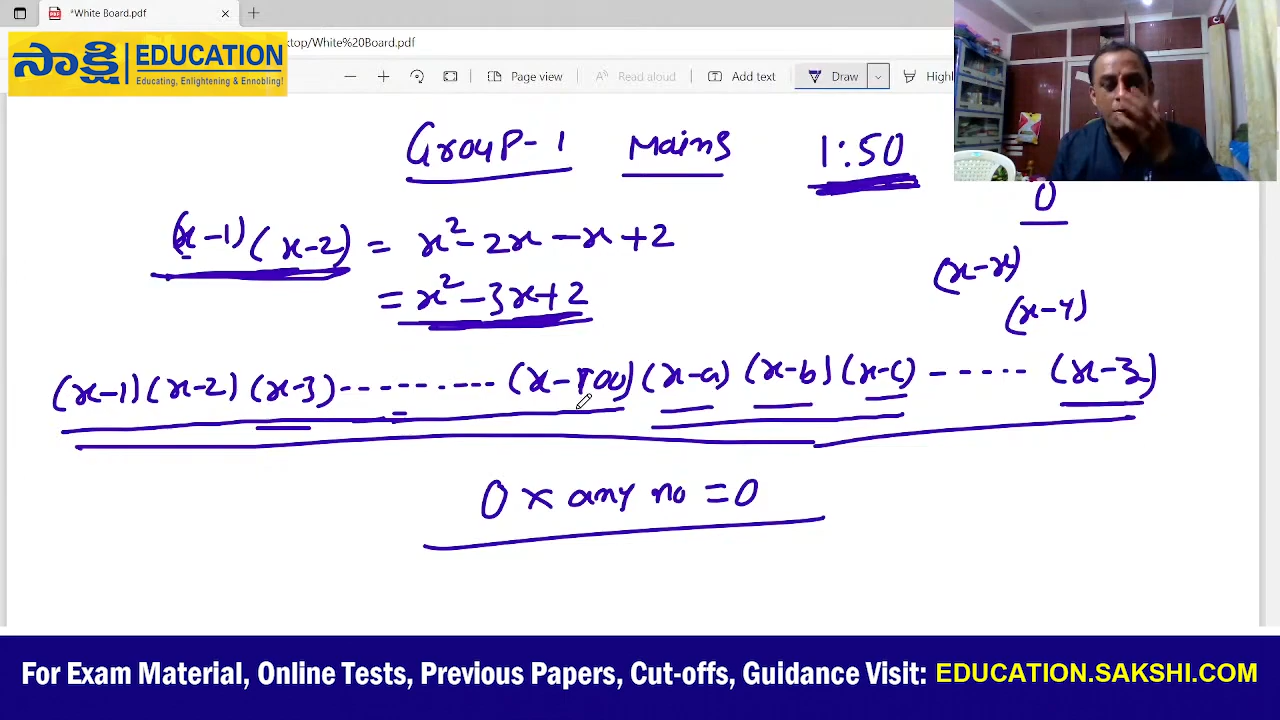 *White Board.pdf
ktop/White%20Board.pdf
సాక్షి EDUCATION
Educating, Enlightening & Ennobling!
Page view
Read aloud
Add text
Draw
Highl
GrouP-1 Mains 1:50
0
(x-1)(x-2) = x²-2x-x+2
(x-x)
= x²-3x+2
(x-y)
(x-1)(x-2)(x-3)----------(x-100)(x-a)(x-b)(x-c)------(x-z)
0 x any no = 0
For Exam Material, Online Tests, Previous Papers, Cut-offs, Guidance Visit: EDUCATION.SAKSHI.COM